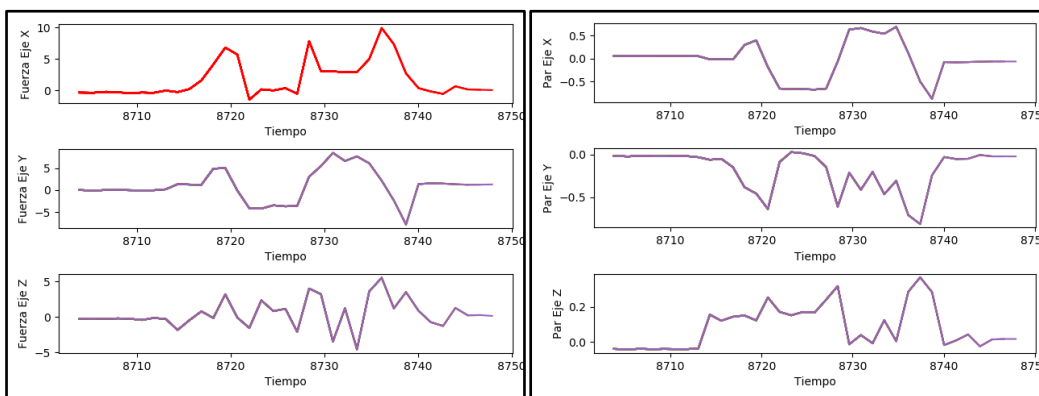 Fuerza Eje X
10
5
0
8710 8720 8730 8740 8750
Tiempo
Fuerza Eje Y
5
0
−5
8710 8720 8730 8740 8750
Tiempo
Fuerza Eje Z
5
0
−5
8710 8720 8730 8740 8750
Tiempo
Par Eje X
0.5
0.0
−0.5
8710 8720 8730 8740 875
Tiempo
Par Eje Y
0.0
−0.5
8710 8720 8730 8740 875
Tiempo
Par Eje Z
0.2
0.0
8710 8720 8730 8740 875
Tiempo